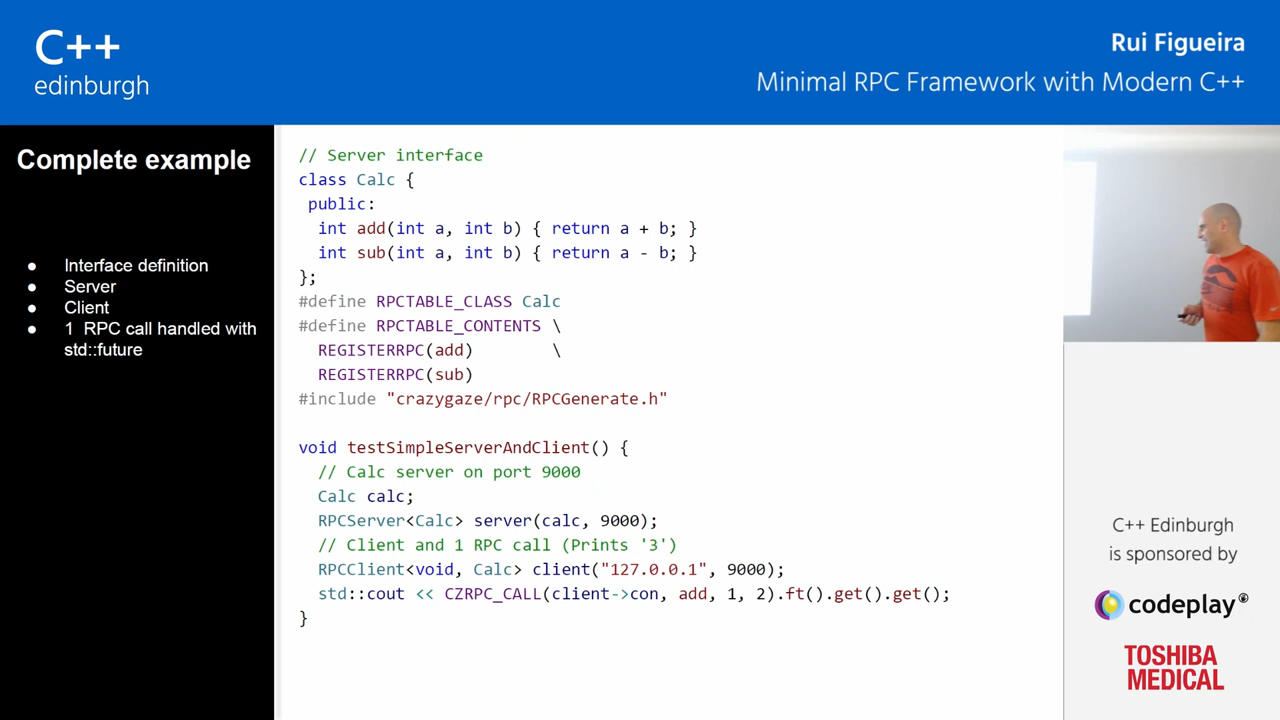 C++
edinburgh
Rui Figueira
Minimal RPC Framework with Modern C++
Complete example
● Interface definition
● Server
● Client
● 1 RPC call handled with
std::future
// Server interface
class Calc {
public:
int add(int a, int b) { return a + b; }
int sub(int a, int b) { return a - b; }
};
#define RPCTABLE_CLASS Calc
#define RPCTABLE_CONTENTS \
REGISTERRPC(add) \
REGISTERRPC(sub)
#include "crazygaze/rpc/RPCGenerate.h"
void testSimpleServerAndClient() {
// Calc server on port 9000
Calc calc;
RPCServer<Calc> server(calc, 9000);
// Client and 1 RPC call (Prints '3')
RPCClient<void, Calc> client("127.0.0.1", 9000);
std::cout << CZRPC_CALL(client->con, add, 1, 2).ft().get().get();
}
C++ Edinburgh
is sponsored by
codeplay®
TOSHIBA
MEDICAL